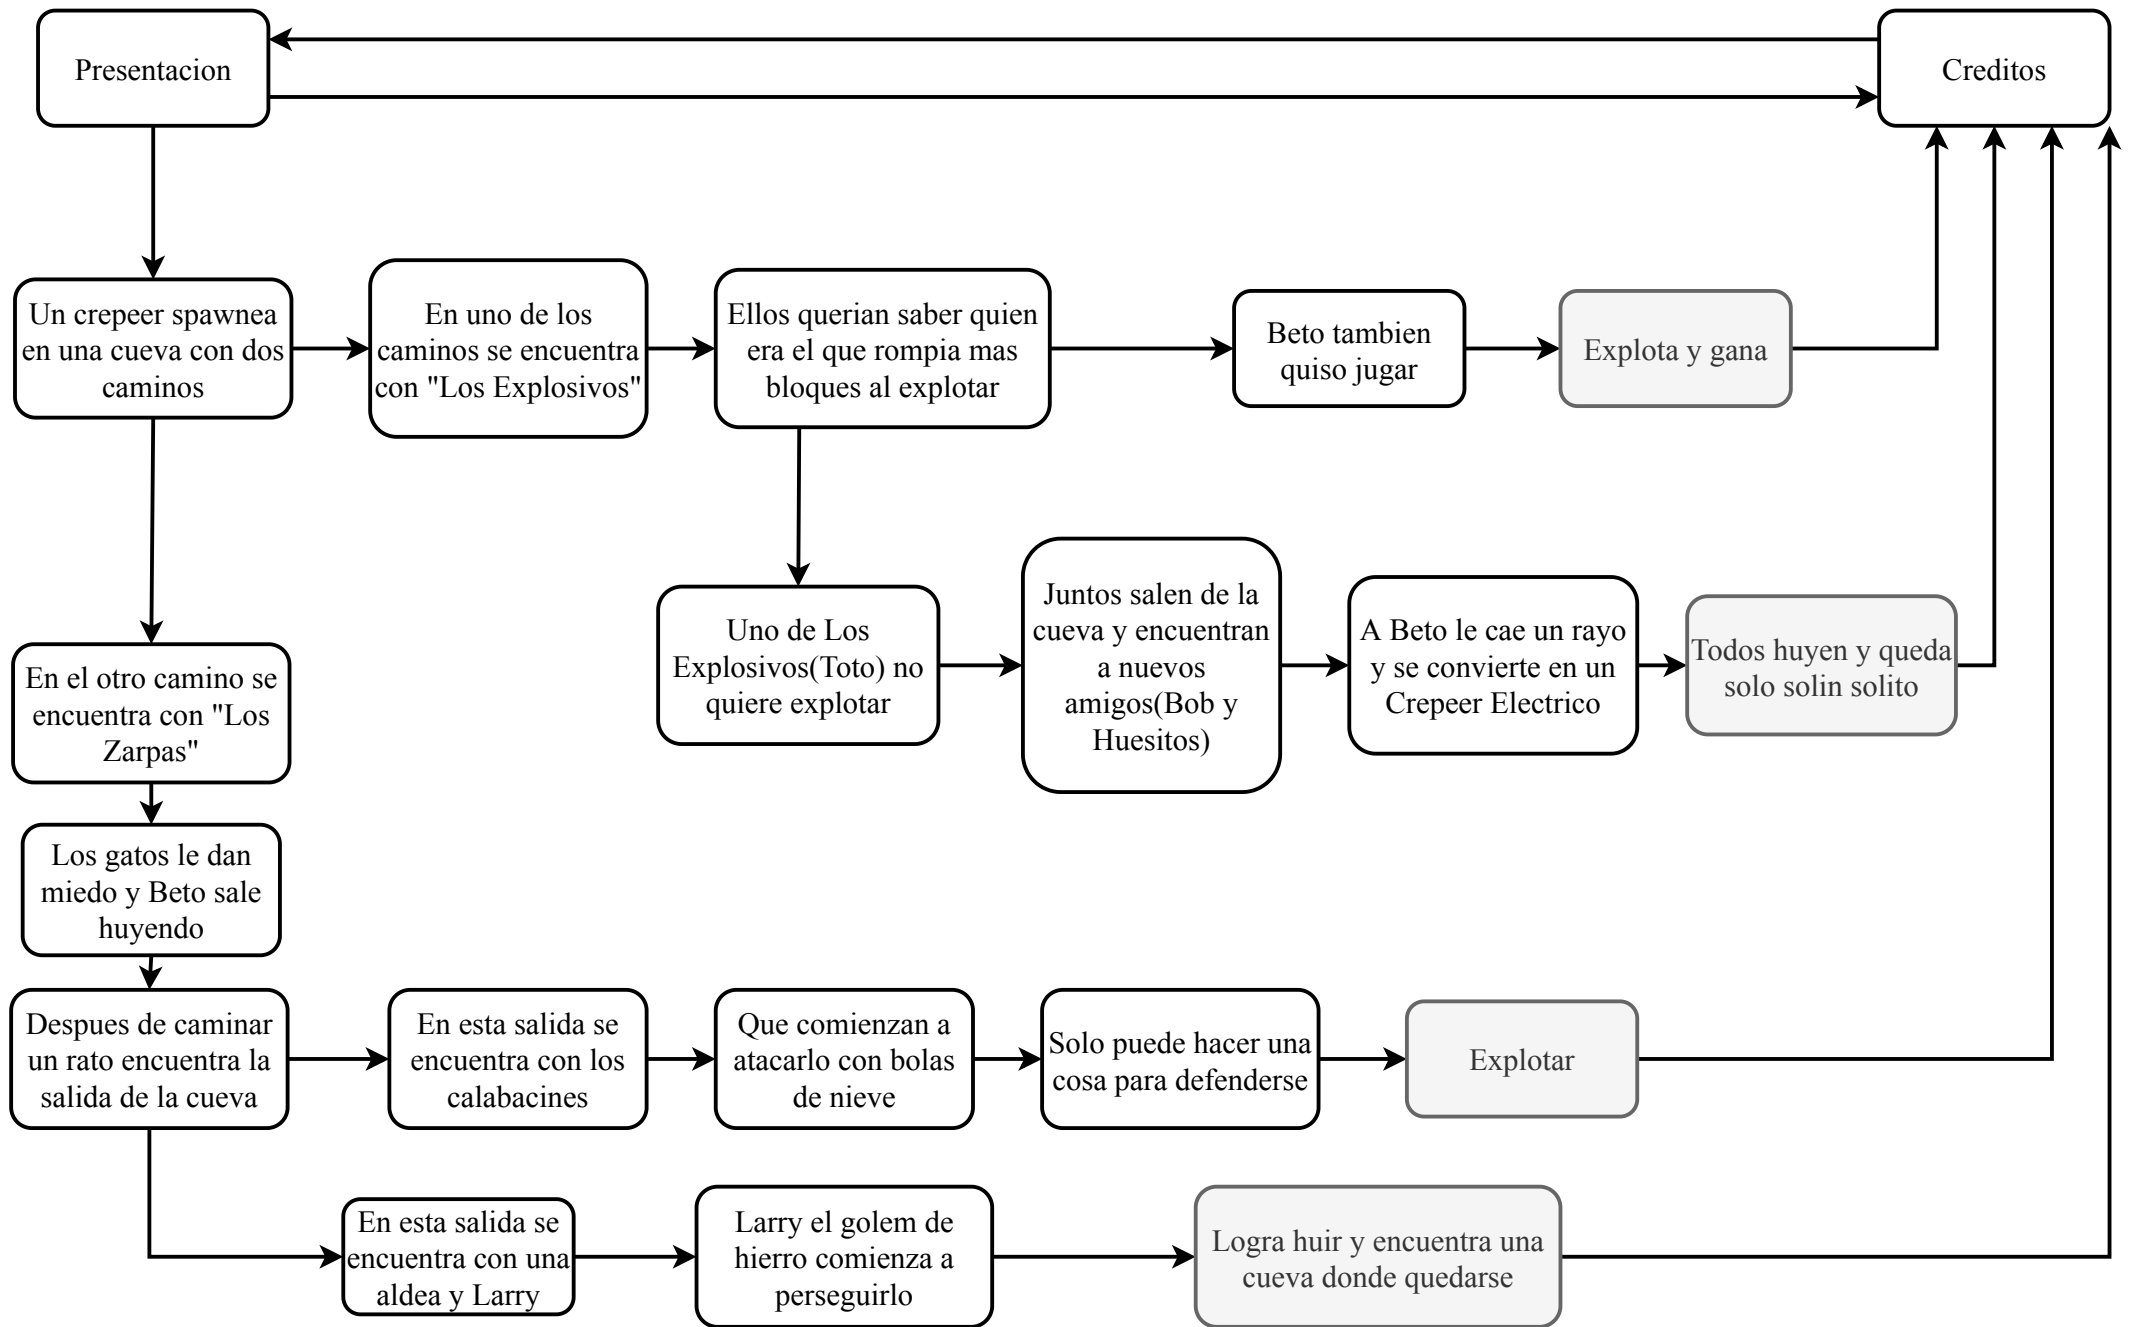 Presentacion
Creditos
Un crepeer spawnea
en una cueva con dos
caminos
En uno de los
caminos se encuentra
con "Los Explosivos"
Ellos querian saber quien
era el que rompia mas
bloques al explotar
Beto tambien
quiso jugar
Explota y gana
Uno de Los
Explosivos(Toto) no
quiere explotar
Juntos salen de la
cueva y encuentran
a nuevos
amigos(Bob y
Huesitos)
A Beto le cae un rayo
y se convierte en un
Crepeer Electrico
Todos huyen y queda
solo solin solito
En el otro camino se
encuentra con "Los
Zarpas"
Los gatos le dan
miedo y Beto sale
huyendo
Despues de caminar
un rato encuentra la
salida de la cueva
En esta salida se
encuentra con los
calabacines
Que comienzan a
atacarlo con bolas
de nieve
Solo puede hacer una
cosa para defenderse
Explotar
En esta salida se
encuentra con una
aldea y Larry
Larry el golem de
hierro comienza a
perseguirlo
Logra huir y encuentra una
cueva donde quedarse